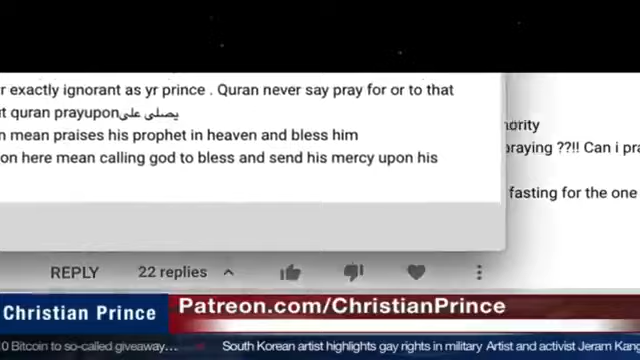 r exactly ignorant as yr prince . Quran never say pray for or to that
t quran prayupon يصلى على
n mean praises his prophet in heaven and bless him
on here mean calling god to bless and send his mercy upon his
hority
praying ??!! Can i pra
fasting for the one
REPLY 22 replies
Christian Prince
Patreon.com/ChristianPrince
0 Bitcoin to so-called giveaway... South Korean artist highlights gay rights in military Artist and activist Jeram Kang